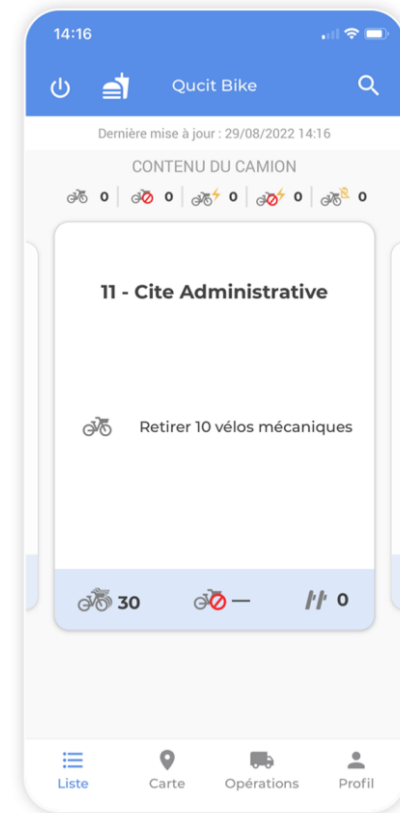 14:16
Qucit Bike
Dernière mise à jour : 29/08/2022 14:16
CONTENU DU CAMION
0 0 0 0 0
11 - Cite Administrative
Retirer 10 vélos mécaniques
30 — 0
Liste Carte Opérations Profil